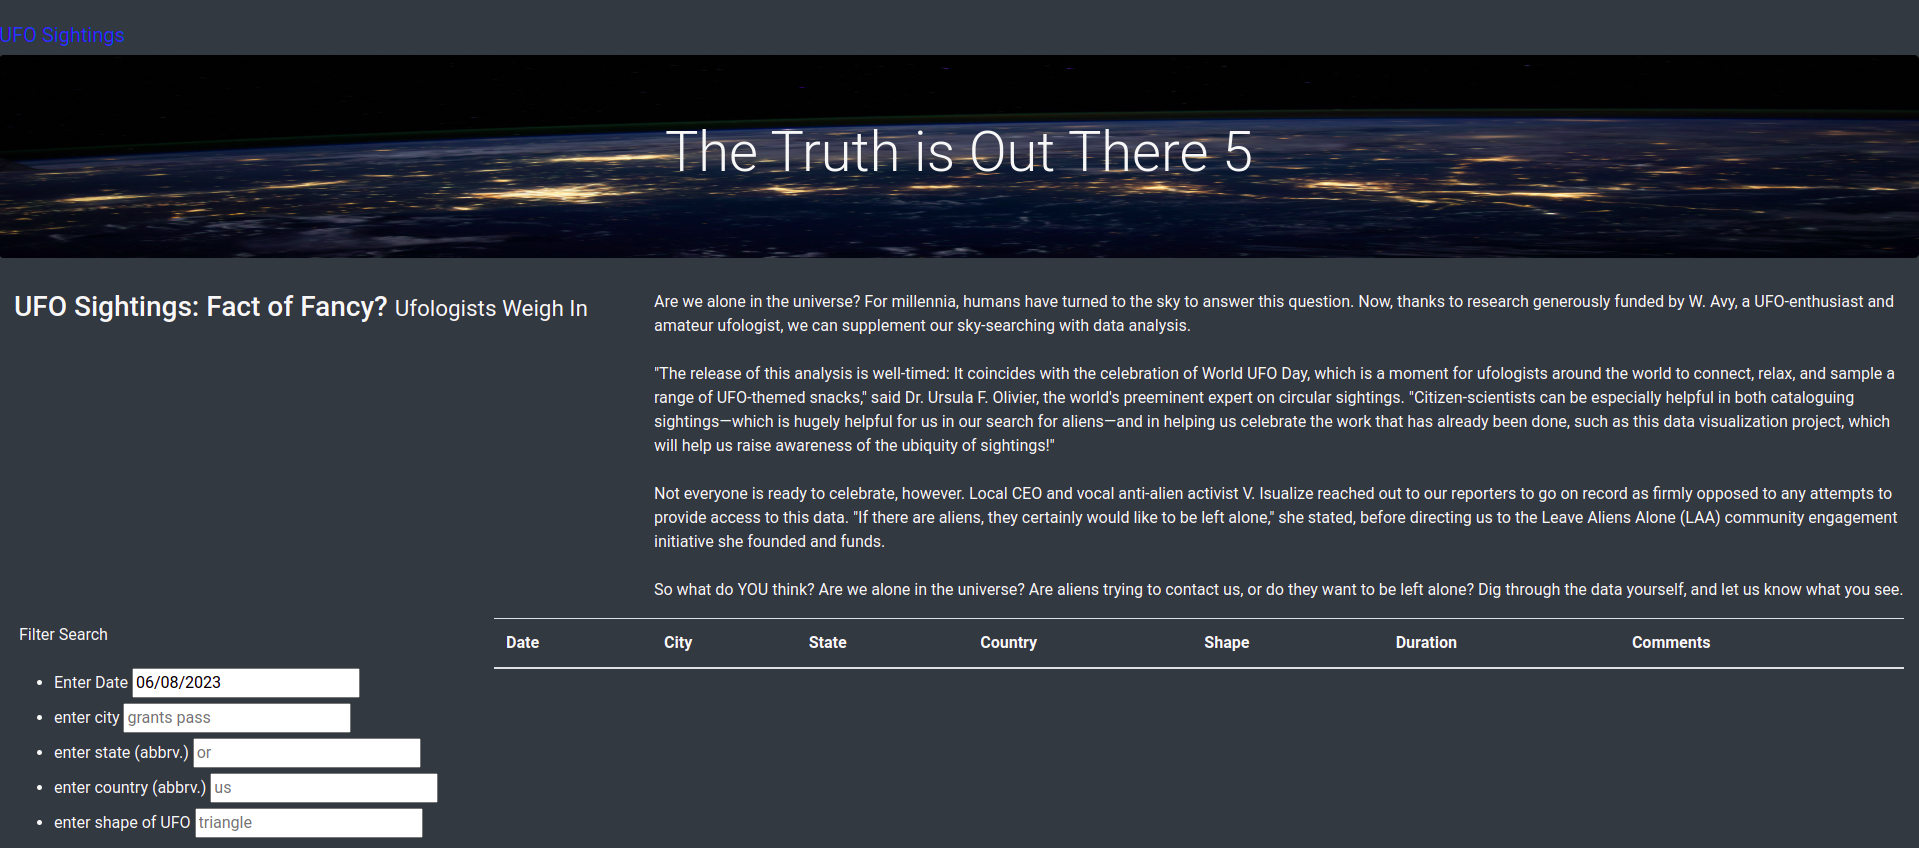 UFO Sightings
The Truth is Out There 5
UFO Sightings: Fact of Fancy? Ufologists Weigh In
Are we alone in the universe? For millennia, humans have turned to the sky to answer this question. Now, thanks to research generously funded by W. Avy, a UFO-enthusiast and
amateur ufologist, we can supplement our sky-searching with data analysis.
"The release of this analysis is well-timed: It coincides with the celebration of World UFO Day, which is a moment for ufologists around the world to connect, relax, and sample a
range of UFO-themed snacks," said Dr. Ursula F. Olivier, the world's preeminent expert on circular sightings. "Citizen-scientists can be especially helpful in both cataloguing
sightings—which is hugely helpful for us in our search for aliens—and in helping us celebrate the work that has already been done, such as this data visualization project, which
will help us raise awareness of the ubiquity of sightings!"
Not everyone is ready to celebrate, however. Local CEO and vocal anti-alien activist V. Isualize reached out to our reporters to go on record as firmly opposed to any attempts to
provide access to this data. "If there are aliens, they certainly would like to be left alone," she stated, before directing us to the Leave Aliens Alone (LAA) community engagement
initiative she founded and funds.
So what do YOU think? Are we alone in the universe? Are aliens trying to contact us, or do they want to be left alone? Dig through the data yourself, and let us know what you see.
Filter Search
Enter Date 06/08/2023
enter city grants pass
enter state (abbrv.) or
enter country (abbrv.) us
enter shape of UFO triangle
Date City State Country Shape Duration Comments